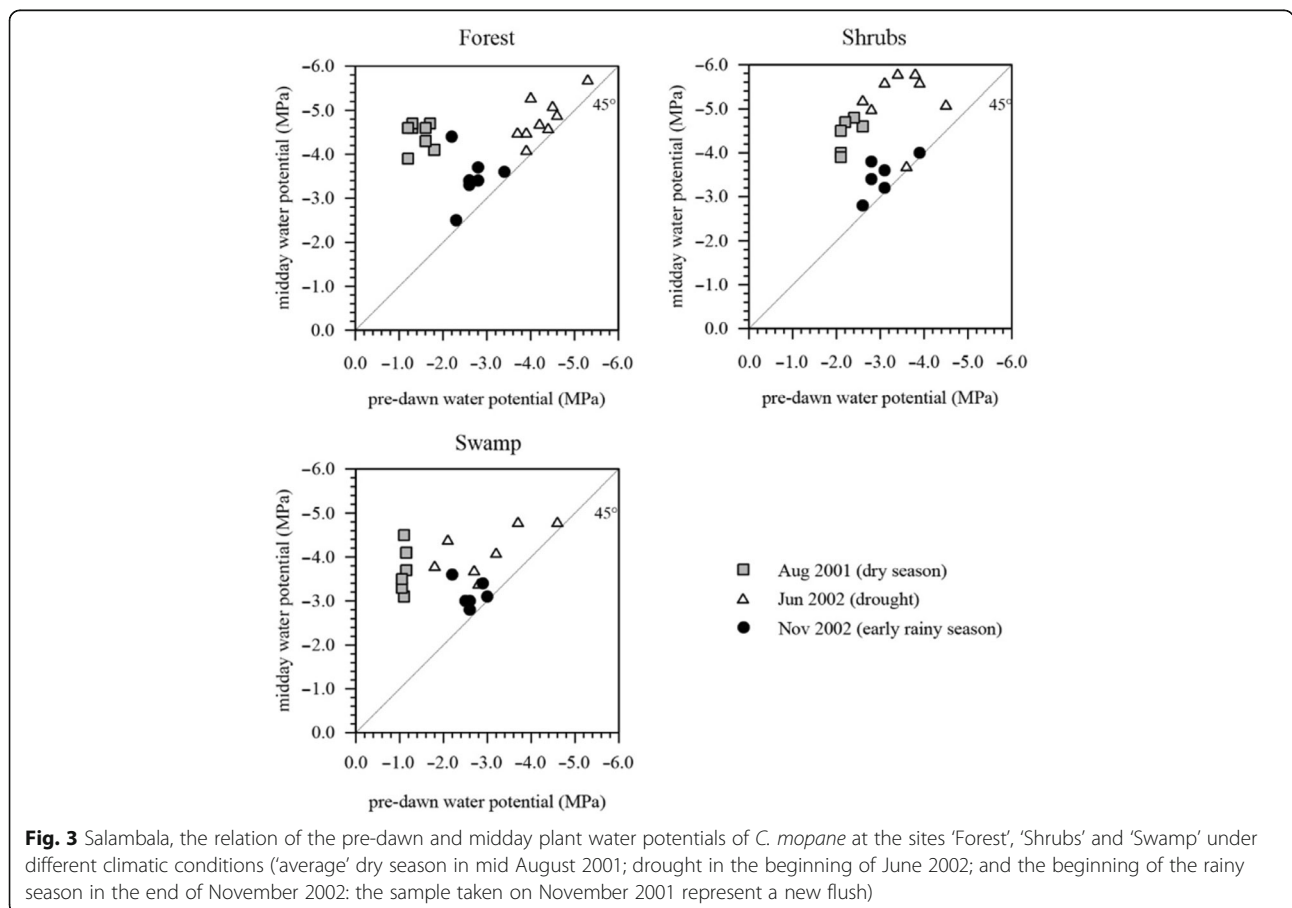 Forest
−6.0
−5.0
−4.0
−3.0
−2.0
−1.0
0.0
midday water potential (MPa)
45°
0.0 −1.0 −2.0 −3.0 −4.0 −5.0 −6.0
pre-dawn water potential (MPa)
Shrubs
−6.0
−5.0
−4.0
−3.0
−2.0
−1.0
0.0
midday water potential (MPa)
45°
0.0 −1.0 −2.0 −3.0 −4.0 −5.0 −6.0
pre-dawn water potential (MPa)
Swamp
−6.0
−5.0
−4.0
−3.0
−2.0
−1.0
0.0
midday water potential (MPa)
45°
0.0 −1.0 −2.0 −3.0 −4.0 −5.0 −6.0
pre-dawn water potential (MPa)
Aug 2001 (dry season)
Jun 2002 (drought)
Nov 2002 (early rainy season)
Fig. 3 Salambala, the relation of the pre-dawn and midday plant water potentials of C. mopane at the sites ‘Forest’, ‘Shrubs’ and ‘Swamp’ under
different climatic conditions (‘average’ dry season in mid August 2001; drought in the beginning of June 2002; and the beginning of the rainy
season in the end of November 2002: the sample taken on November 2001 represent a new flush)